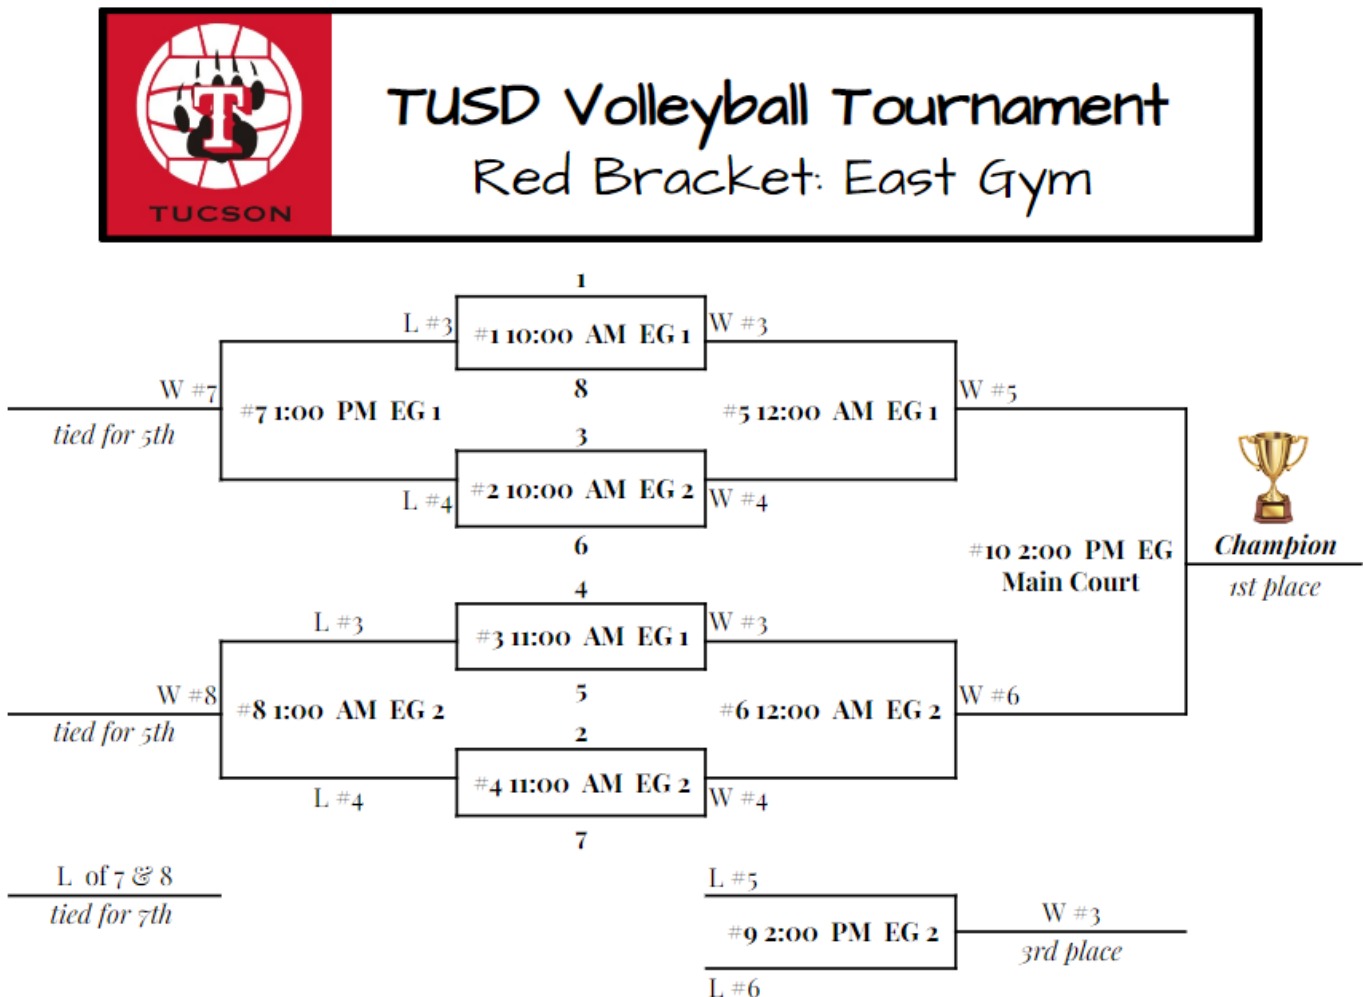 TUSD Volleyball Tournament
Red Bracket: East Gym
T
TUCSON
1
L #3
#1 10:00 AM EG 1
W #3
8
W #7
#7 1:00 PM EG 1
#5 12:00 AM EG 1
W #5
tied for 5th
3
L #4
#2 10:00 AM EG 2
W #4
6
#10 2:00 PM EG
Main Court
Champion
1st place
4
L #3
#3 11:00 AM EG 1
W #3
5
W #8
#8 1:00 AM EG 2
#6 12:00 AM EG 2
W #6
tied for 5th
2
L #4
#4 11:00 AM EG 2
W #4
7
L of 7 & 8
tied for 7th
L #5
#9 2:00 PM EG 2
W #3
3rd place
L #6